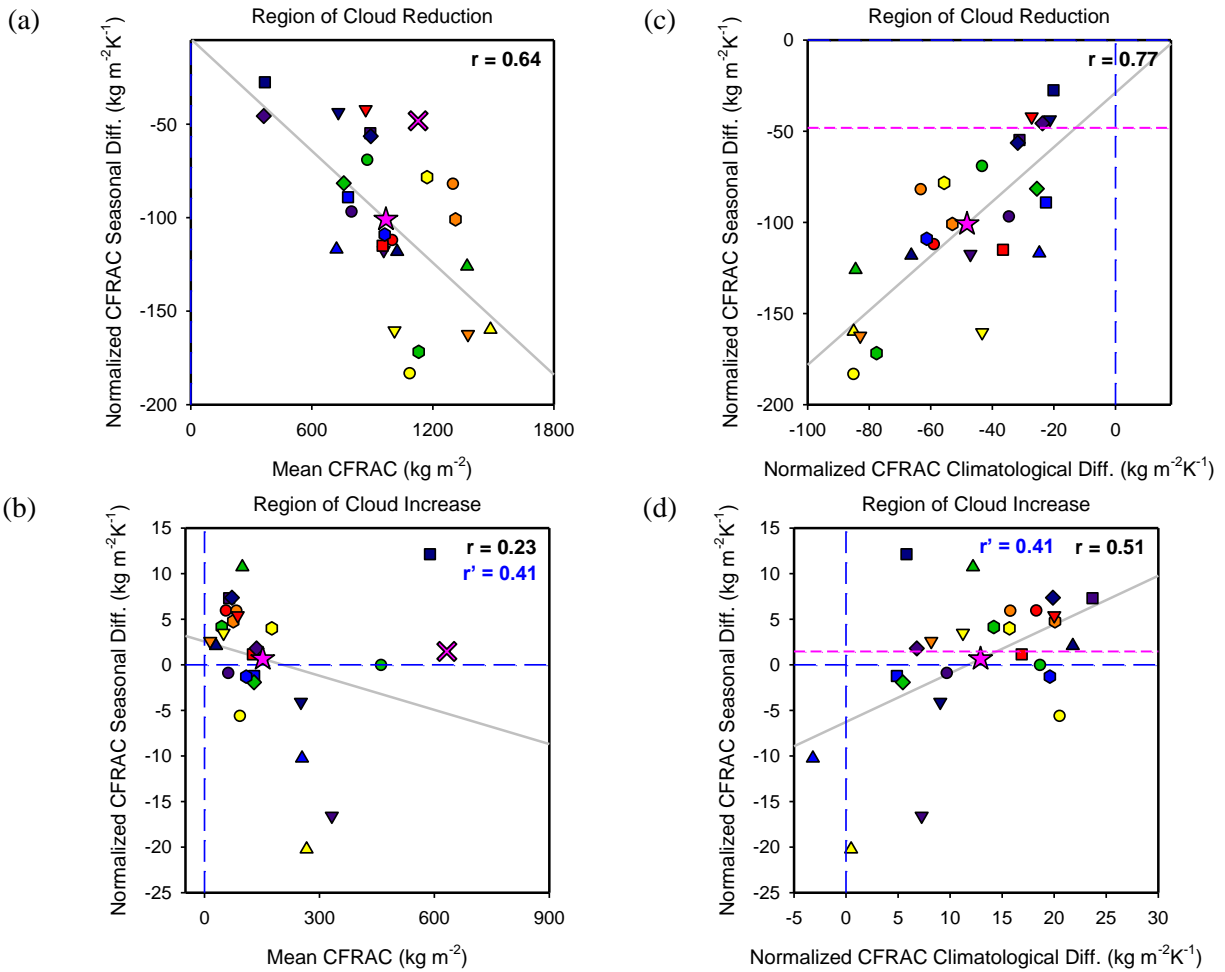 (a)
Region of Cloud Reduction
r = 0.64
Normalized CFRAC Seasonal Diff. (kg m⁻²K⁻¹)
-50
-100
-150
-200
0 600 1200 1800
Mean CFRAC (kg m⁻²)
(c)
Region of Cloud Reduction
r = 0.77
Normalized CFRAC Seasonal Diff. (kg m⁻²K⁻¹)
0
-50
-100
-150
-200
-100 -80 -60 -40 -20 0
Normalized CFRAC Climatological Diff. (kg m⁻²K⁻¹)
(b)
Region of Cloud Increase
r = 0.23
r' = 0.41
Normalized CFRAC Seasonal Diff. (kg m⁻²K⁻¹)
15
10
5
0
-5
-10
-15
-20
-25
0 300 600 900
Mean CFRAC (kg m⁻²)
(d)
Region of Cloud Increase
r' = 0.41 r = 0.51
Normalized CFRAC Seasonal Diff. (kg m⁻²K⁻¹)
15
10
5
0
-5
-10
-15
-20
-25
-5 0 5 10 15 20 25 30
Normalized CFRAC Climatological Diff. (kg m⁻²K⁻¹)